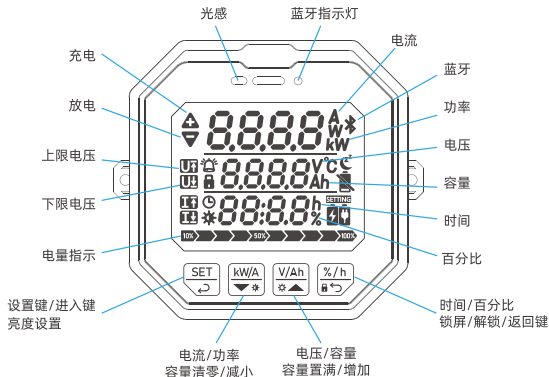 光感
蓝牙指示灯
充电
电流
蓝牙
放电
功率
上限电压
电压
容量
下限电压
时间
电量指示
百分比
8.8.8.8
A
W
kW
U
8.8.8.8
V
℃
U
Ah
I
88:8.8
h
SETTING
I
%
10%
50%
100%
SET
kW/A
V/Ah
%/h
设置键/进入键
亮度设置
时间/百分比
锁屏/解锁/返回键
电流/功率
容量清零/减小
电压/容量
容量置满/增加